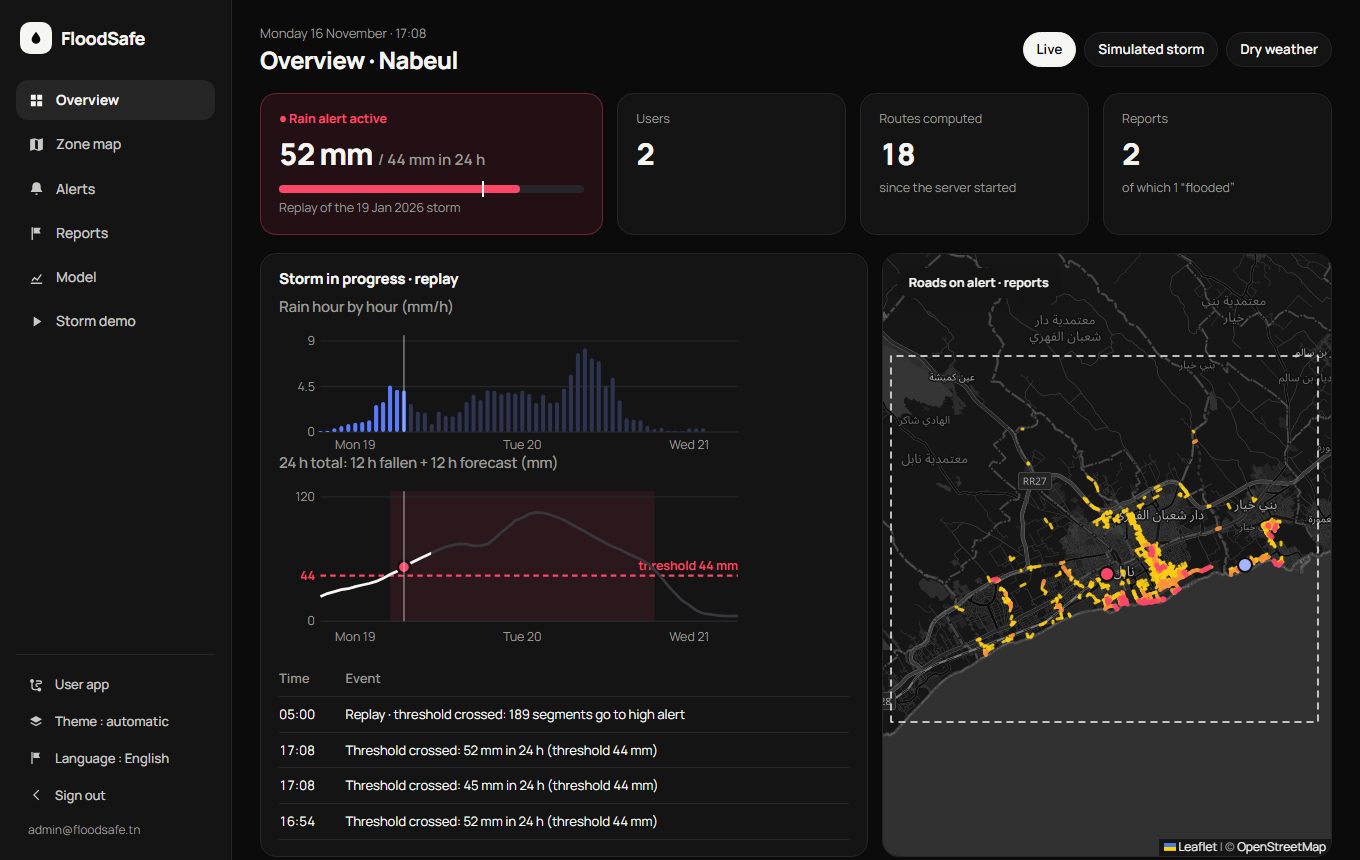 FloodSafe
Overview
Zone map
Alerts
Reports
Model
Storm demo
User app
Theme : automatic
Language : English
Sign out
admin@floodsafe.tn
Monday 16 November · 17:08
Overview · Nabeul
Live
Simulated storm
Dry weather
Rain alert active
52 mm / 44 mm in 24 h
Replay of the 19 Jan 2026 storm
Users
2
Routes computed
18
since the server started
Reports
2
of which 1 “flooded”
Storm in progress · replay
Rain hour by hour (mm/h)
9
4.5
0
Mon 19
Tue 20
Wed 21
24 h total: 12 h fallen + 12 h forecast (mm)
120
threshold 44 mm
44
0
Mon 19
Tue 20
Wed 21
Time Event
05:00 Replay · threshold crossed: 189 segments go to high alert
17:08 Threshold crossed: 52 mm in 24 h (threshold 44 mm)
17:08 Threshold crossed: 45 mm in 24 h (threshold 44 mm)
16:54 Threshold crossed: 52 mm in 24 h (threshold 44 mm)
Roads on alert · reports
معتمدية بني
خيار
معتمدية دار
شعبان الفهري
بني خيار
عين كميشة
الهادي شاكر
معتمدية نابل
RR27
دار شعبان
بني خيار
نابل
Leaflet | © OpenStreetMap